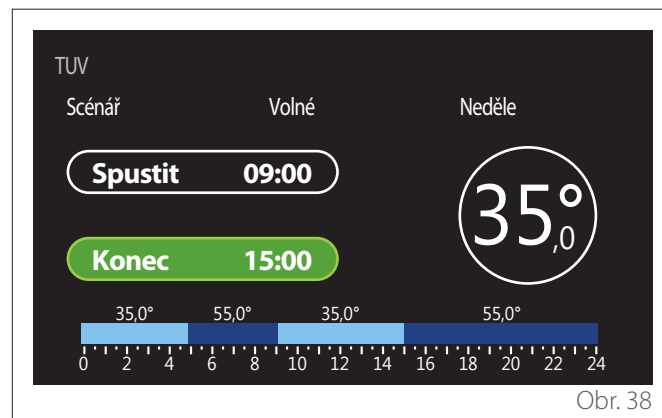 TUV
Scénář Volné Neděle
Spustit 09:00
35,0°
Konec 15:00
35,0° 55,0° 35,0° 55,0°
0 2 4 6 8 10 12 14 16 18 20 22 24
Obr. 38